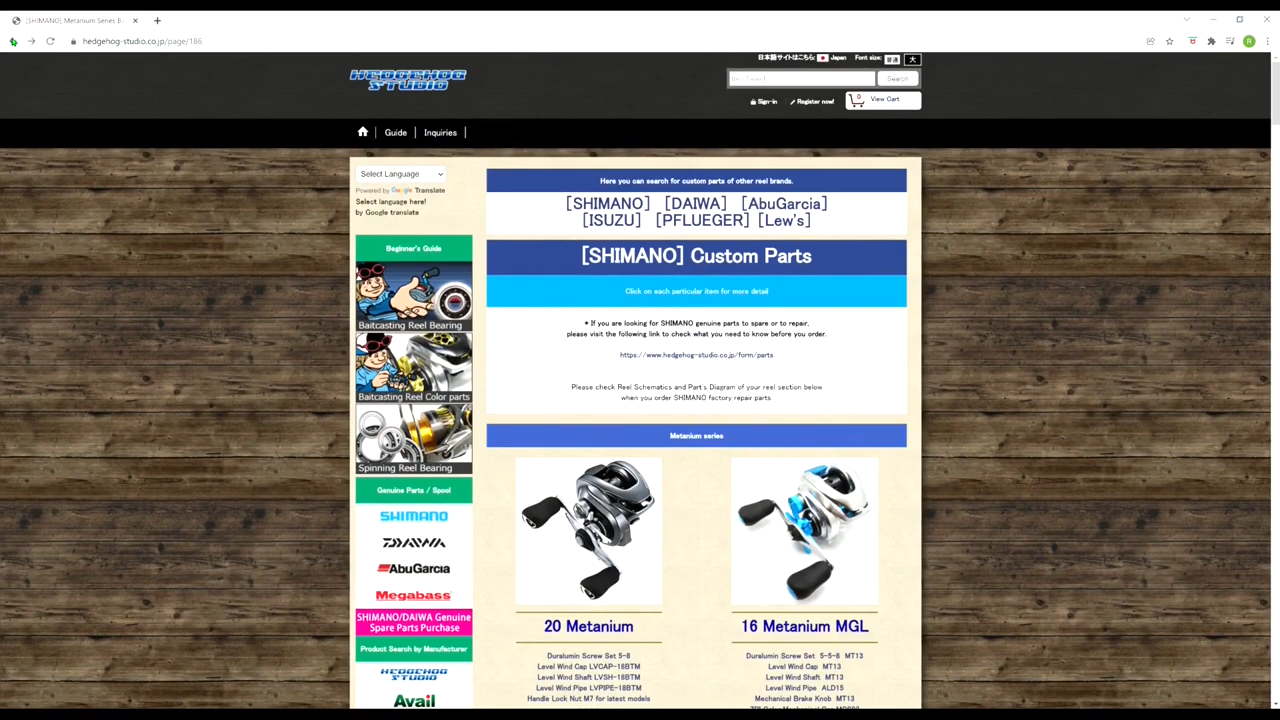 [SHIMANO] Metanium Series B
hedgehog-studio.co.jp/page/186
日本語サイトはこちら: Japan Font size: 普通 大
HEDGEHOG STUDIO
Search
Sign-in Register now!
0 View Cart
Guide Inquiries
Select Language
Powered by Google Translate
Select language here!
by Google translate
Beginner's Guide
Baitcasting Reel Bearing
Baitcasting Reel Color parts
Spinning Reel Bearing
Genuine Parts / Spool
SHIMANO
DAIWA
AbuGarcia
Megabass
SHIMANO/DAIWA Genuine
Spare Parts Purchase
Product Search by Manufacturer
HEDGEHOG STUDIO
Avail
Here you can search for custom parts of other reel brands.
[SHIMANO] [DAIWA] [AbuGarcia]
[ISUZU] [PFLUEGER] [Lew's]
[SHIMANO] Custom Parts
Click on each particular item for more detail
* If you are looking for SHIMANO genuine parts to spare or to repair,
please visit the following link to check what you need to know before you order.
https://www.hedgehog-studio.co.jp/form/parts
Please check Reel Schematics and Part's Diagram of your reel section below
when you order SHIMANO factory repair parts
Metanium series
20 Metanium
Duralumin Screw Set 5-8
Level Wind Cap LVCAP-18BTM
Level Wind Shaft LVSH-18BTM
Level Wind Pipe LVPIPE-18BTM
Handle Lock Nut M7 for latest models
16 Metanium MGL
Duralumin Screw Set 5-5-8 MT13
Level Wind Cap MT13
Level Wind Shaft MT13
Level Wind Pipe ALD15
Mechanical Brake Knob MT13